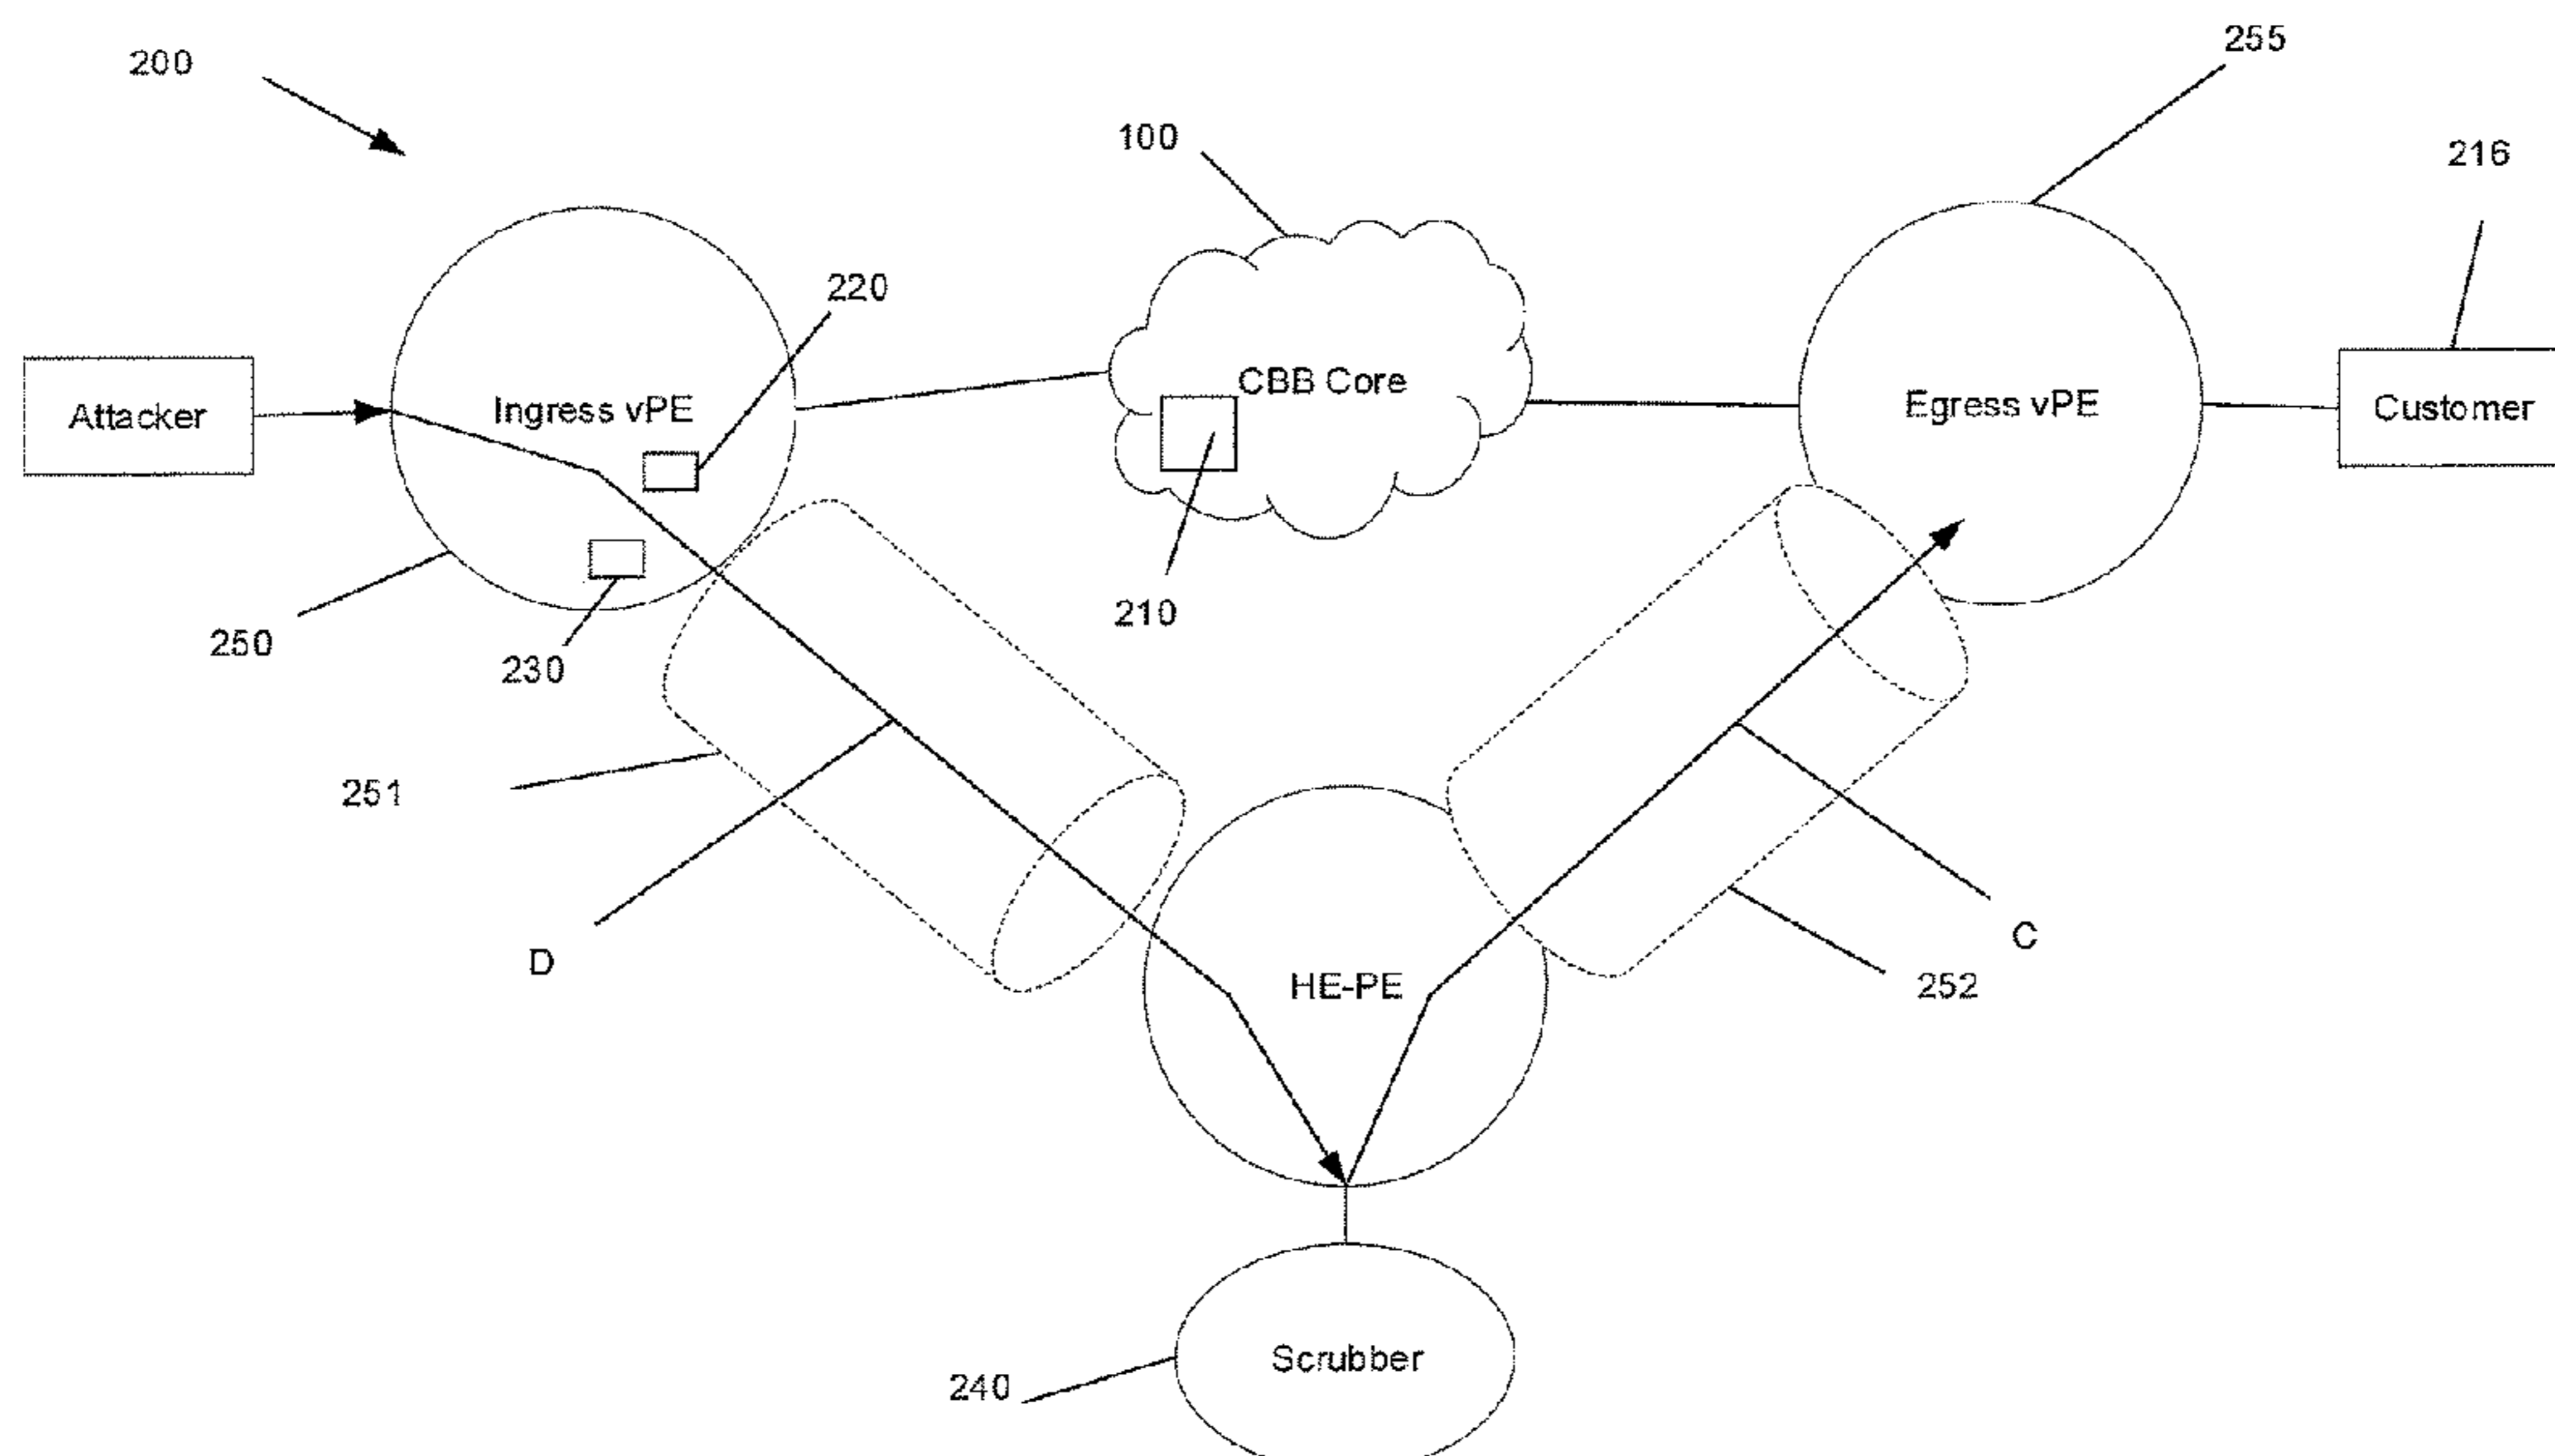 200
255
100
216
220
Attacker
Ingress vPE
CBB Core
Egress vPE
Customer
210
250
230
251
D
HE-PE
C
252
Scrubber
240